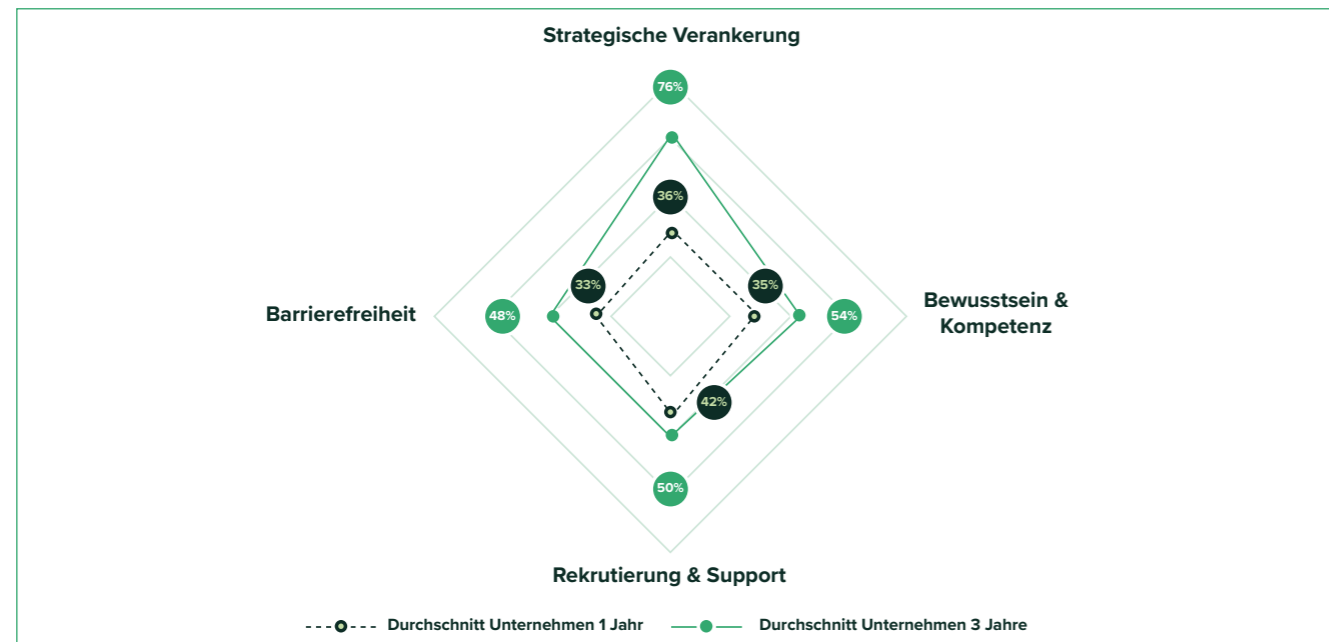 Strategische Verankerung
76%
36%
33%
35%
Barrierefreiheit
48%
54%
Bewusstsein &
Kompetenz
42%
50%
Rekrutierung & Support
Durchschnitt Unternehmen 1 Jahr
Durchschnitt Unternehmen 3 Jahre